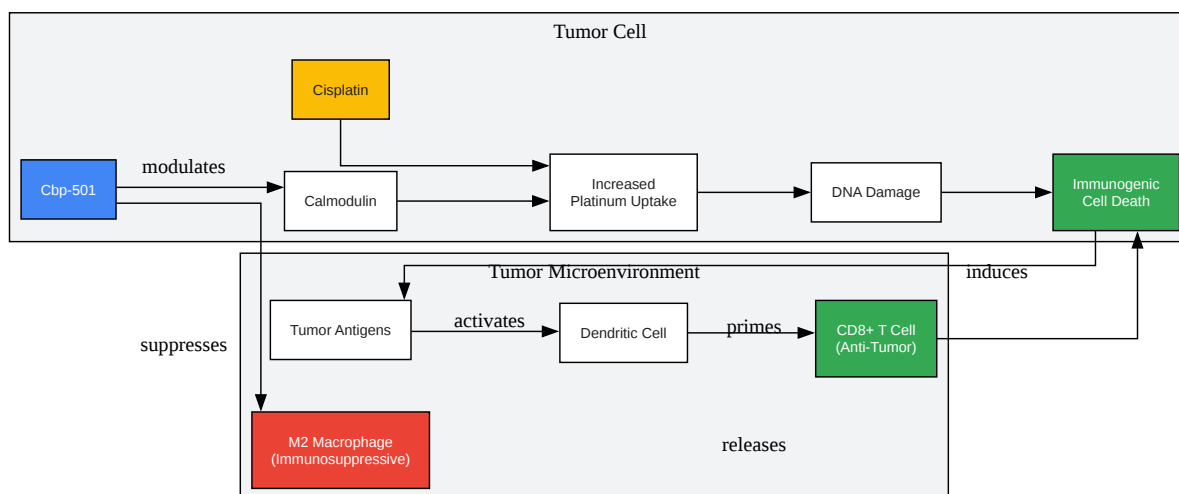 Tumor Cell
Cisplatin
modulates
Cbp-501
Calmodulin
Increased
Platinum Uptake
DNA Damage
Immunogenic
Cell Death
Tumor Microenvironment
induces
Tumor Antigens
activates
Dendritic Cell
primes
CD8+ T Cell
(Anti-Tumor)
suppresses
M2 Macrophage
(Immunosuppressive)
releases